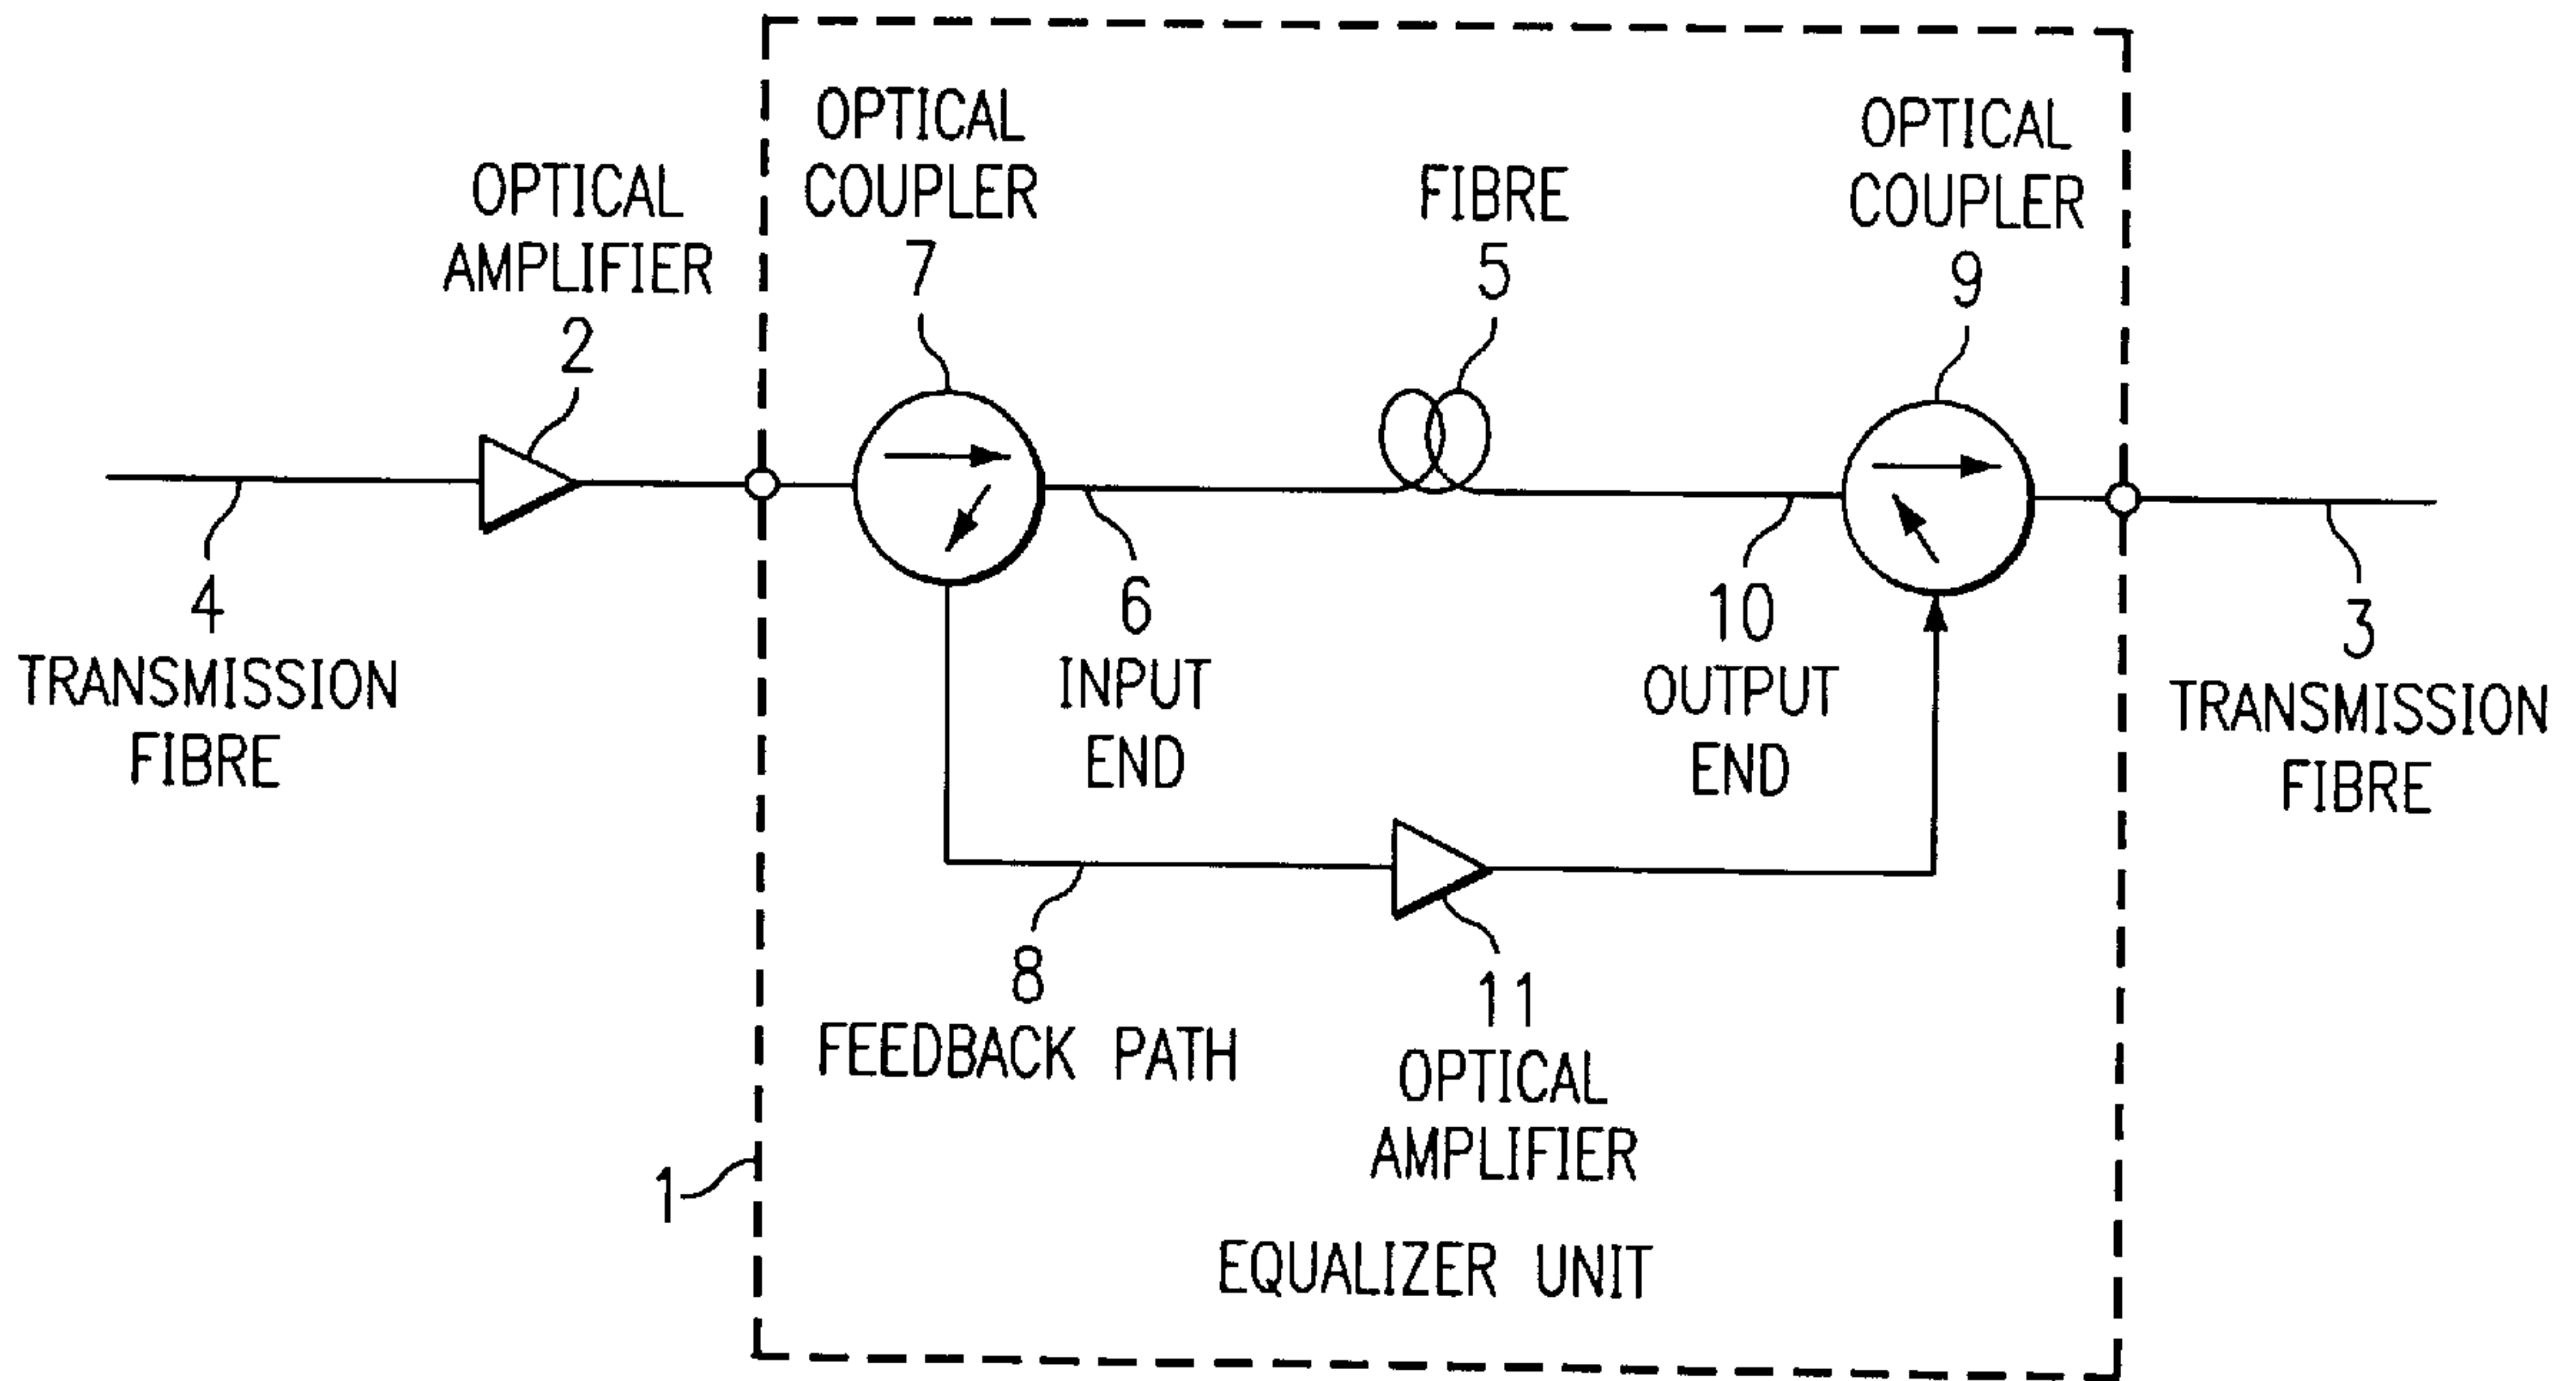 OPTICAL
AMPLIFIER
2
OPTICAL
COUPLER
7
FIBRE
5
OPTICAL
COUPLER
9
4
TRANSMISSION
FIBRE
6
INPUT
END
10
OUTPUT
END
3
TRANSMISSION
FIBRE
8
FEEDBACK PATH
11
OPTICAL
AMPLIFIER
1
EQUALIZER UNIT